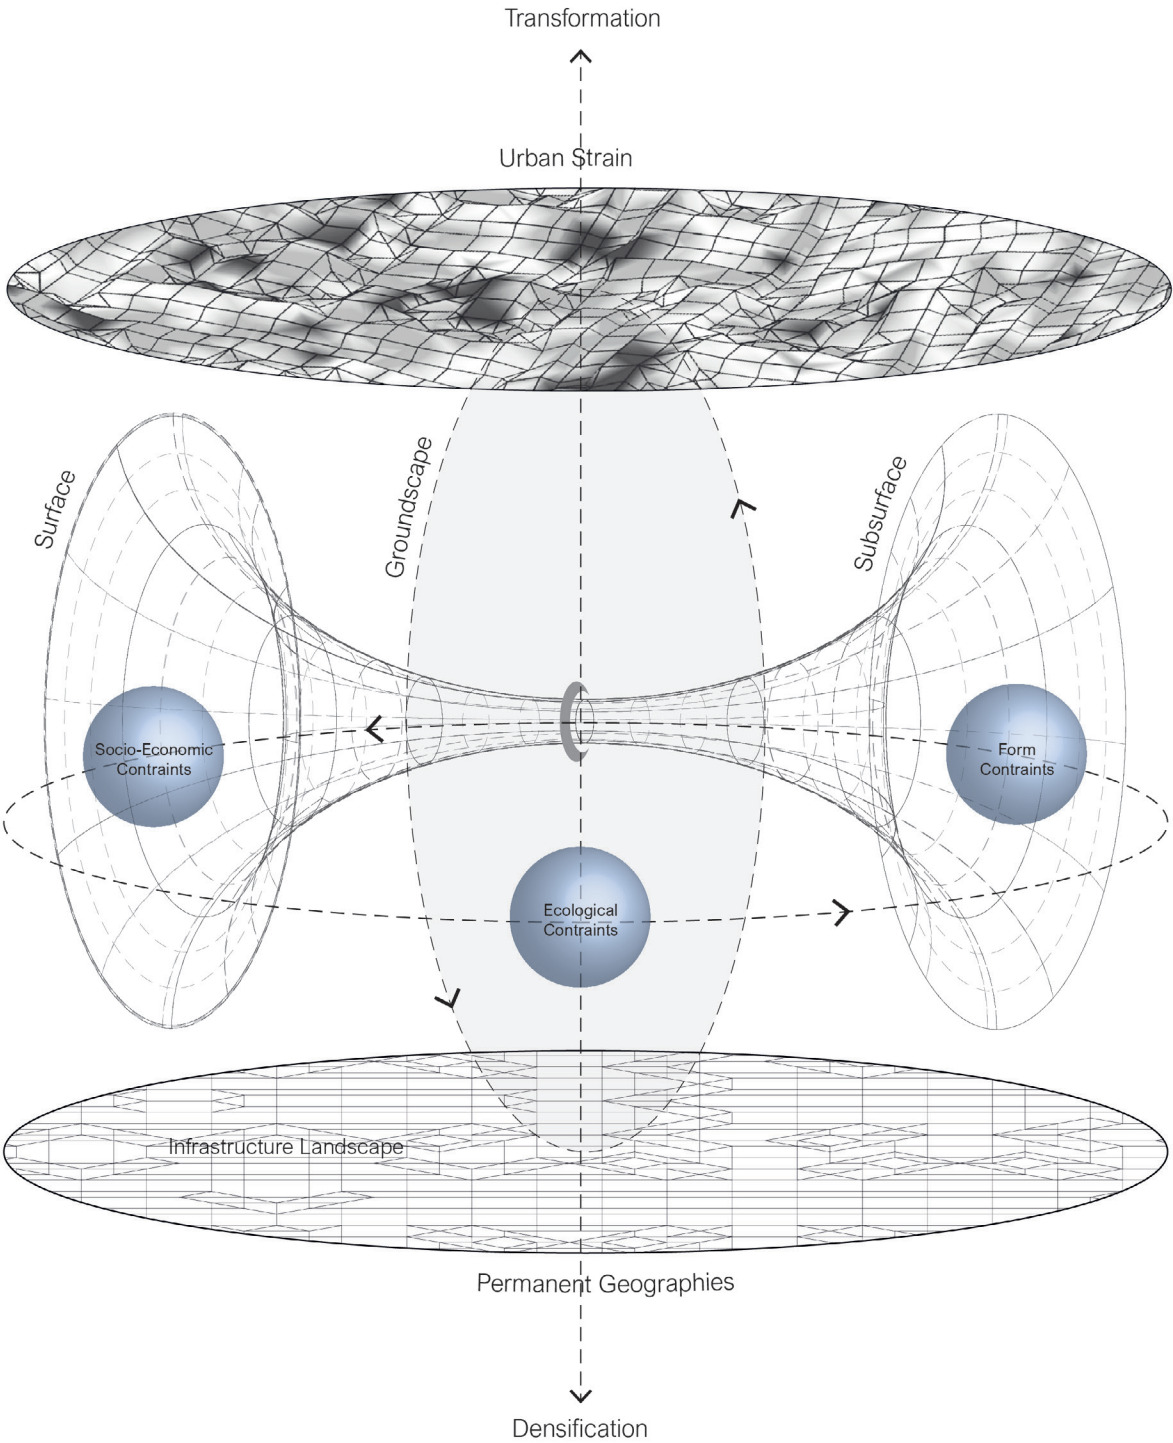 Transformation
Urban Strain
Surface
Groundscape
Subsurface
Socio-Economic
Contraints
Form
Contraints
Ecological
Contraints
Infrastructure Landscape
Permanent Geographies
Densification